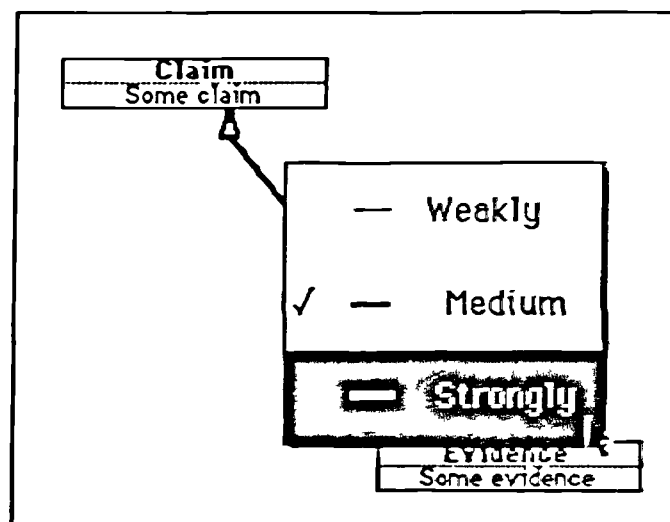 Claim
Some claim
Weakly
✓ Medium
Strongly
Evidence
Some evidence